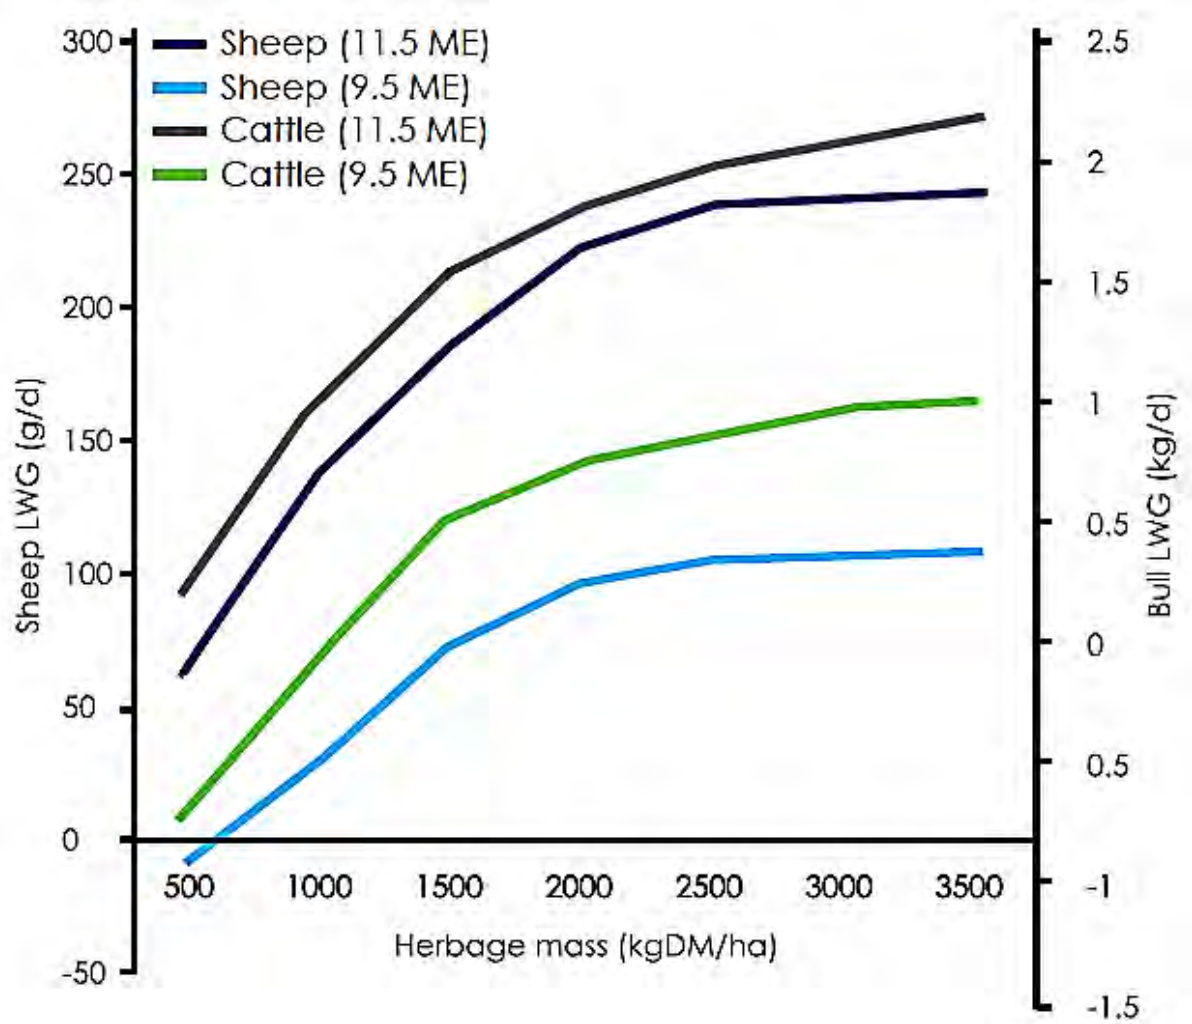 Sheep (11.5 ME)
Sheep (9.5 ME)
Cattle (11.5 ME)
Cattle (9.5 ME)
300
250
200
150
100
50
0
-50
Sheep LWG (g/d)
500 1000 1500 2000 2500 3000 3500
Herbage mass (kgDM/ha)
2.5
2
1.5
1
0.5
0
0.5
-1
-1.5
Bull LWG (kg/d)